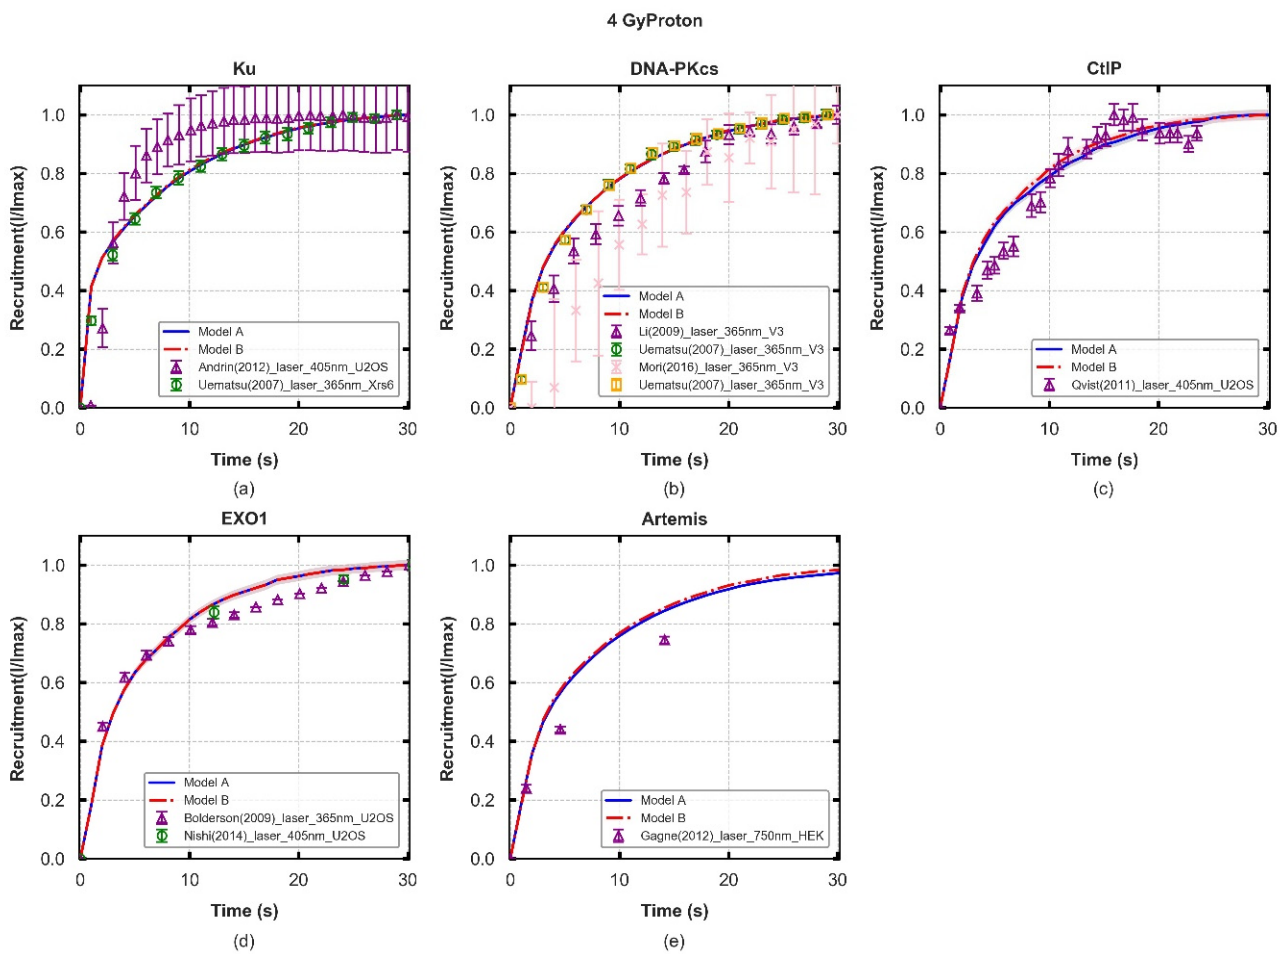 4 GyProton
Ku
Recruitment(I/Imax)
1.0
0.8
0.6
0.4
0.2
0.0
0 10 20 30
Time (s)
Model A
Model B
Andrin(2012)_laser_405nm_U2OS
Uematsu(2007)_laser_365nm_Xrs6
(a)
DNA-PKcs
Recruitment(I/Imax)
1.0
0.8
0.6
0.4
0.2
0.0
0 10 20 30
Time (s)
Model A
Model B
Li(2009)_laser_365nm_V3
Uematsu(2007)_laser_365nm_V3
Mori(2016)_laser_365nm_V3
Uematsu(2007)_laser_365nm_V3
(b)
CtIP
Recruitment(I/Imax)
1.0
0.8
0.6
0.4
0.2
0.0
0 10 20 30
Time (s)
Model A
Model B
Qvist(2011)_laser_405nm_U2OS
(c)
EXO1
Recruitment(I/Imax)
1.0
0.8
0.6
0.4
0.2
0.0
0 10 20 30
Time (s)
Model A
Model B
Bolderson(2009)_laser_365nm_U2OS
Nishi(2014)_laser_405nm_U2OS
(d)
Artemis
Recruitment(I/Imax)
1.0
0.8
0.6
0.4
0.2
0.0
0 10 20 30
Time (s)
Model A
Model B
Gagne(2012)_laser_750nm_HEK
(e)